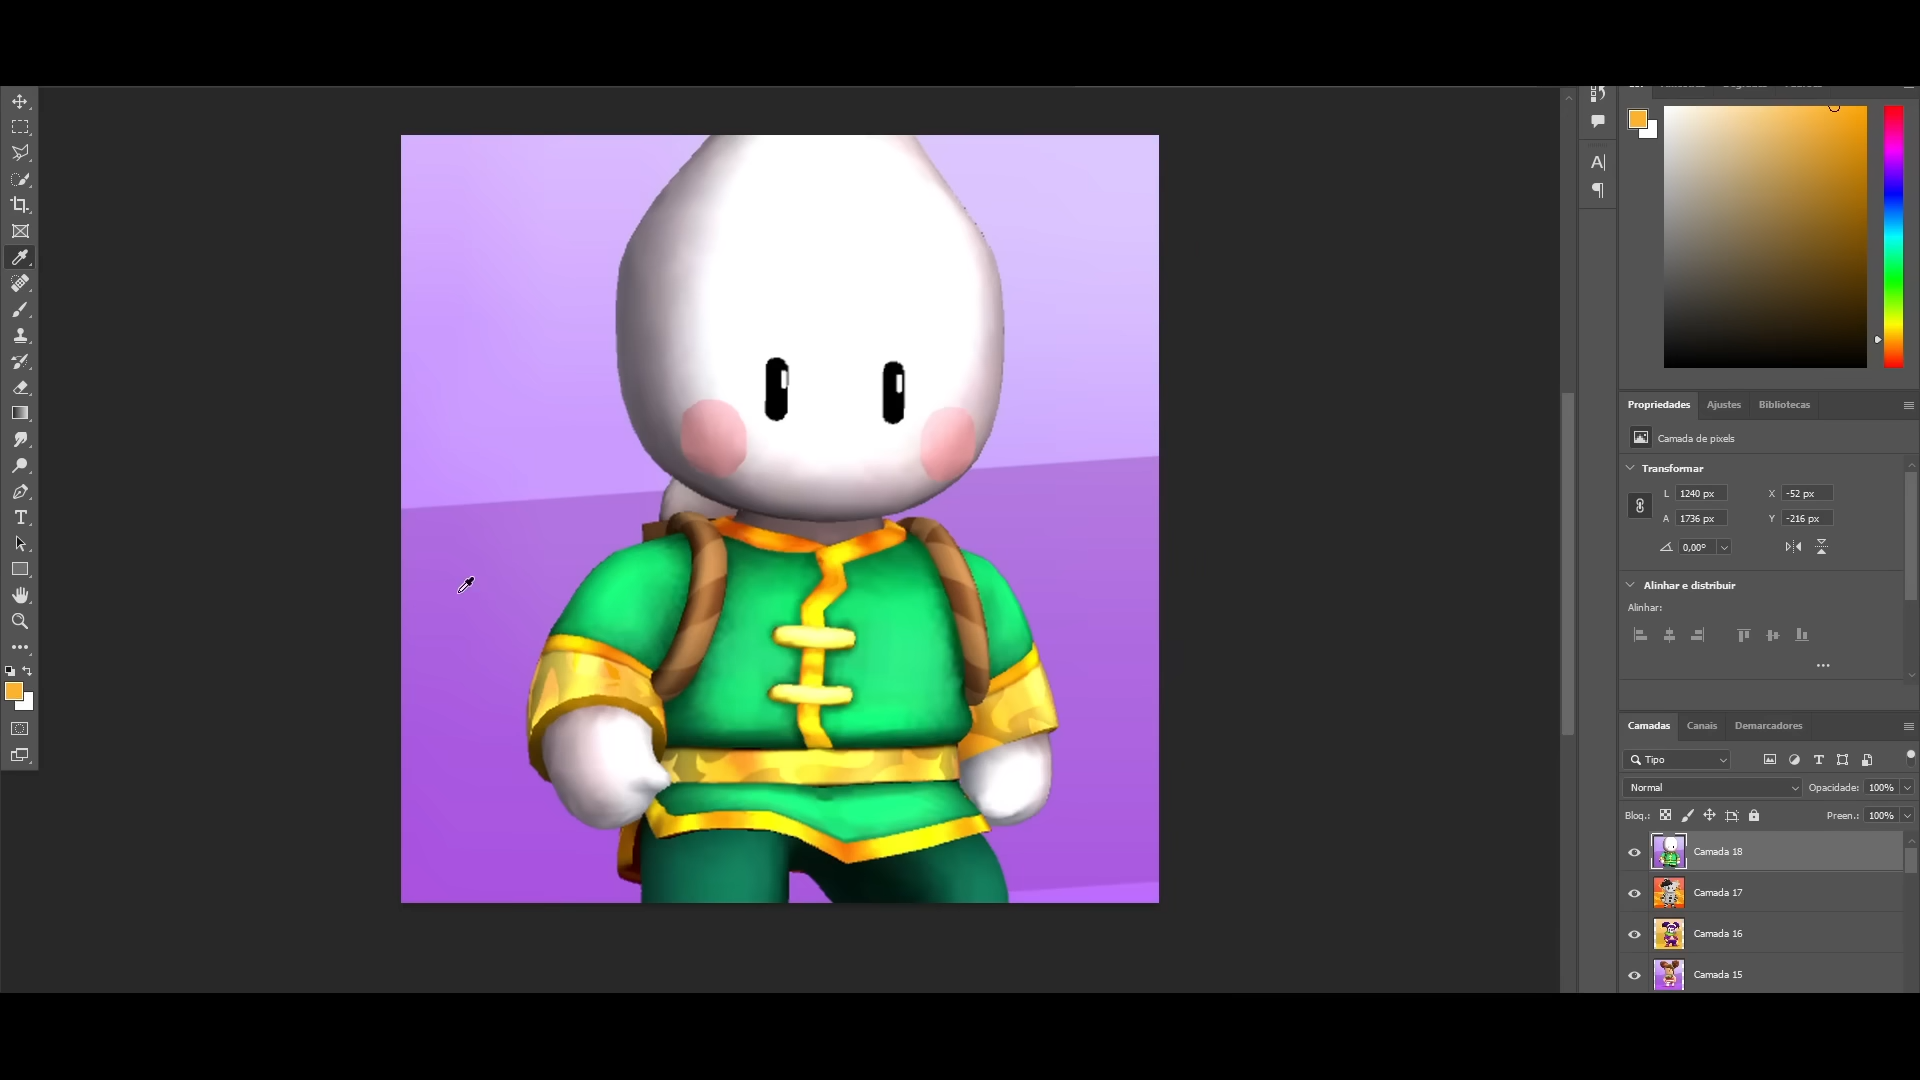 Propriedades Ajustes Bibliotecas
Camada de pixels
Transformar
L 1240 px X -52 px
A 1736 px Y -216 px
0,00°
Alinhar e distribuir
Alinhar:
Camadas Canais Demarcadores
Tipo
Normal Opacidade: 100%
Bloq.: Preen.: 100%
Camada 18
Camada 17
Camada 16
Camada 15